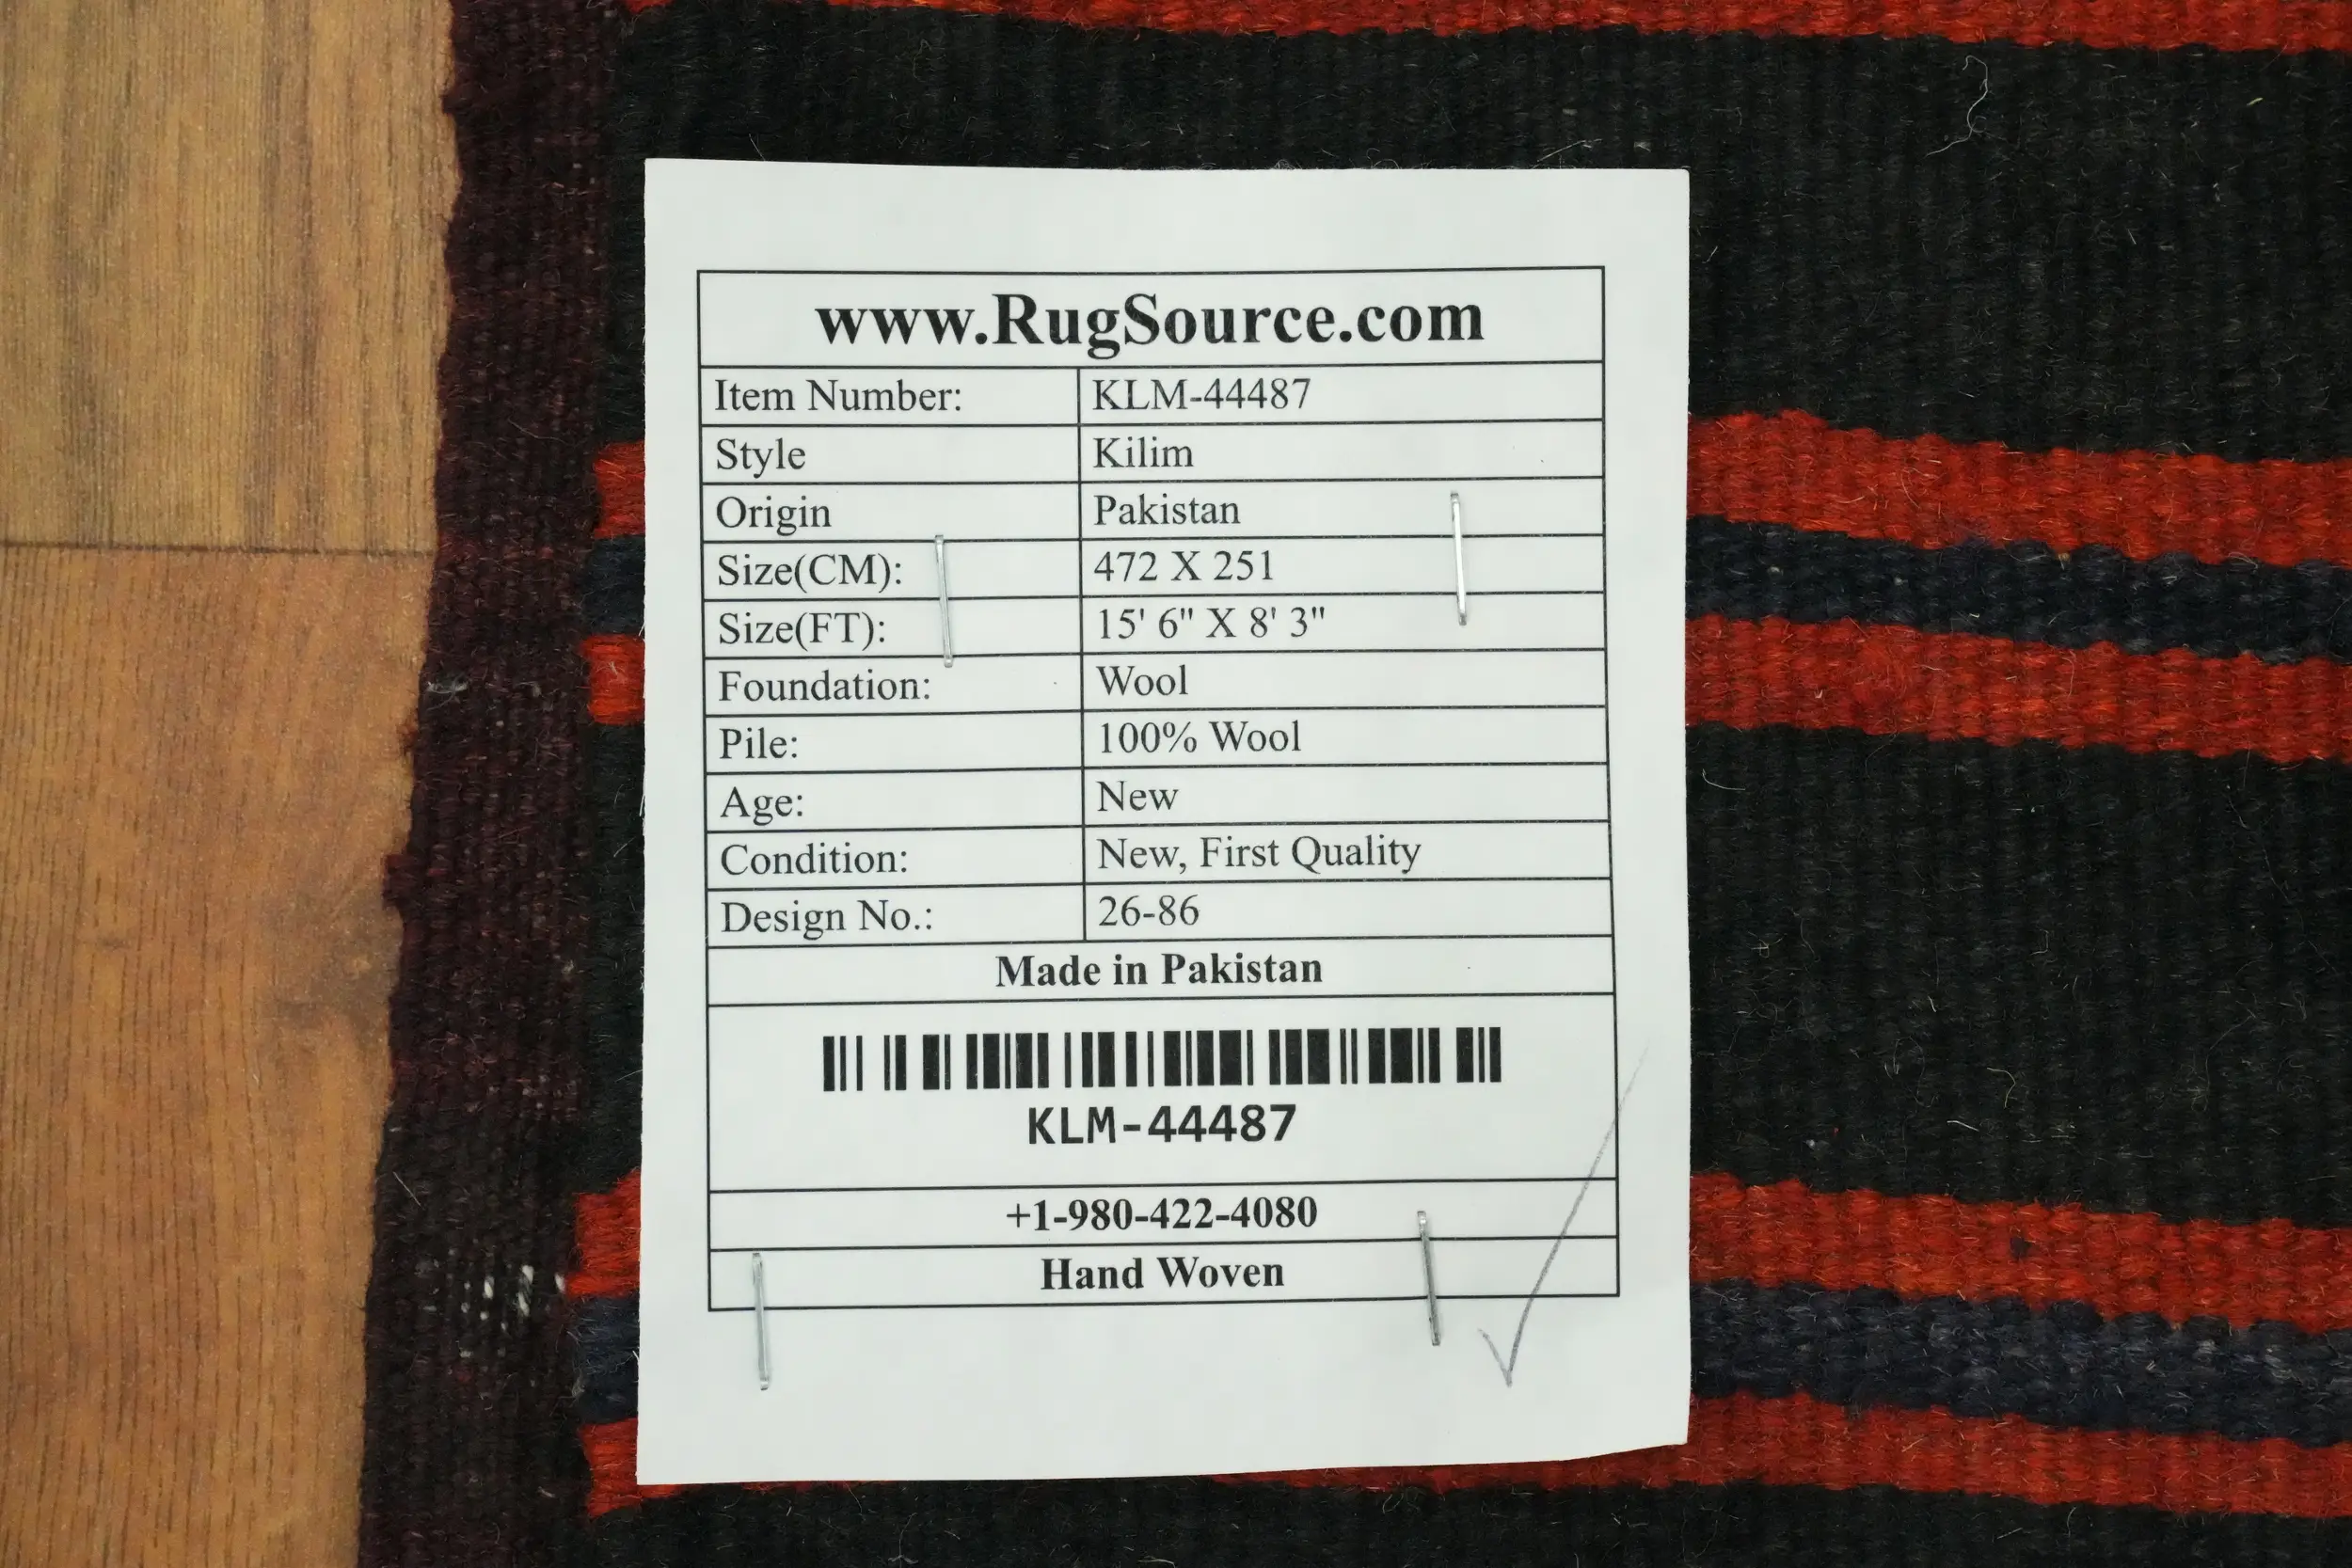 www.RugSource.com
Item Number: KLM-44487
Style Kilim
Origin Pakistan
Size(CM): 472 X 251
Size(FT): 15' 6" X 8' 3"
Foundation: Wool
Pile: 100% Wool
Age: New
Condition: New, First Quality
Design No.: 26-86
Made in Pakistan
KLM-44487
+1-980-422-4080
Hand Woven